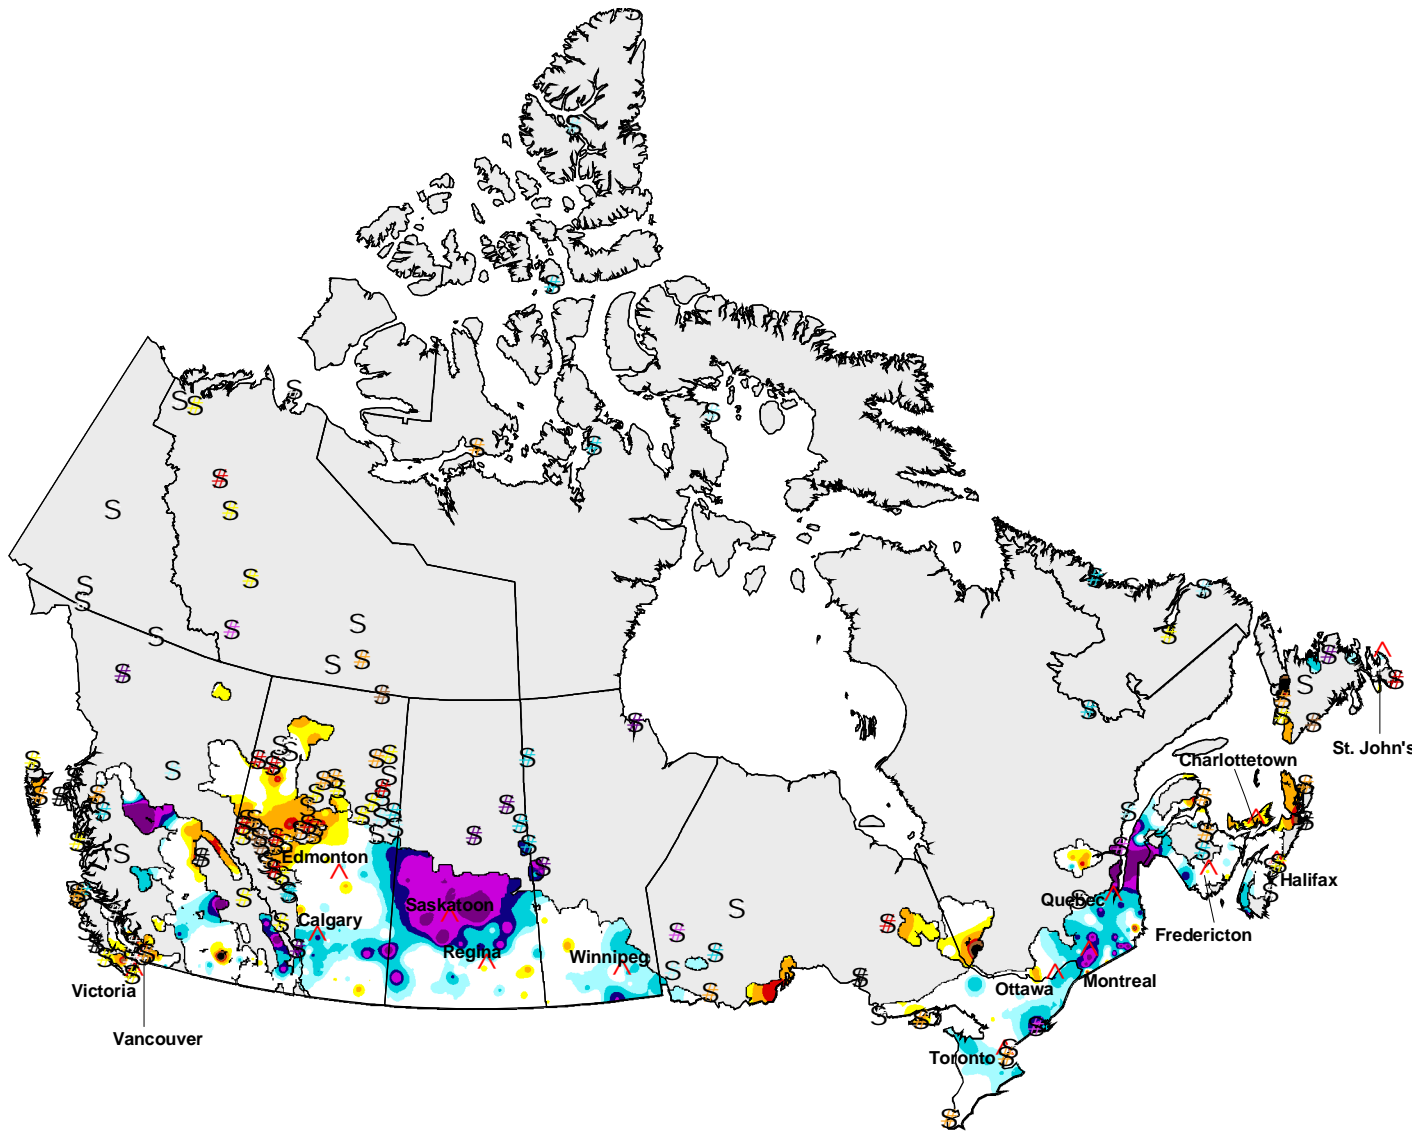 St. John's
Charlottetown
Edmonton
Halifax
Quebec
Saskatoon
Calgary
Fredericton
Regina
Winnipeg
Montreal
Ottawa
Victoria
Vancouver
Toronto